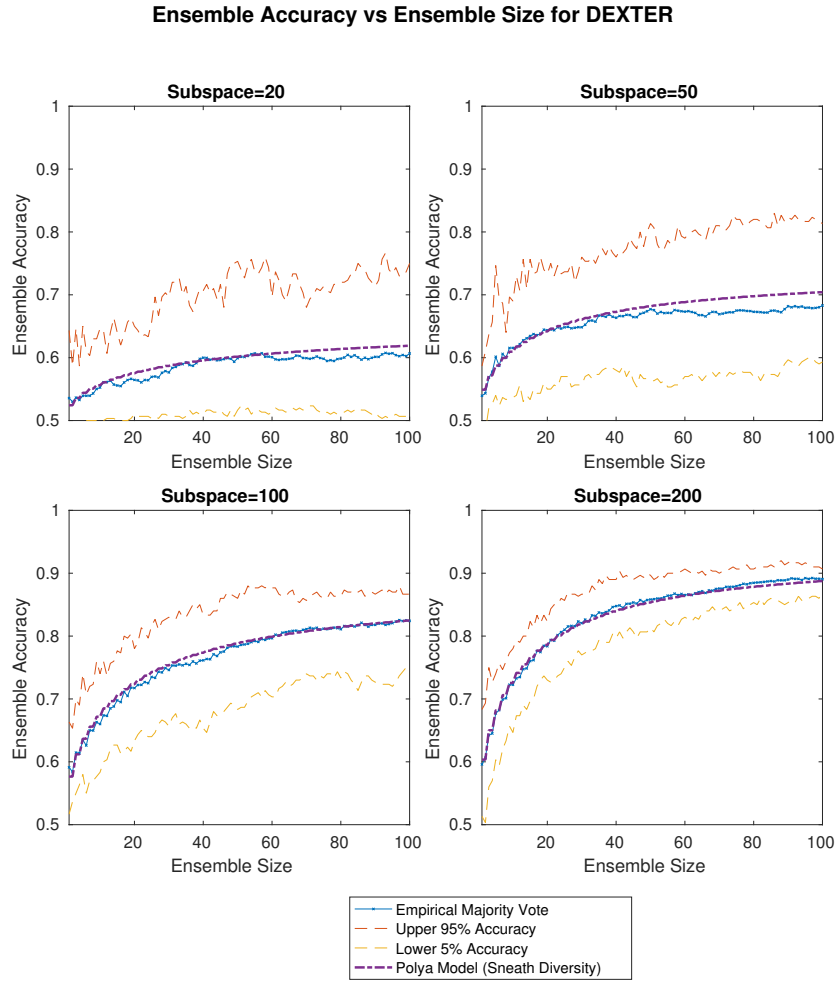 Ensemble Accuracy vs Ensemble Size for DEXTER
Subspace=20
1
0.9
0.8
0.7
0.6
0.5
Ensemble Accuracy
20 40 60 80 100
Ensemble Size
Subspace=50
1
0.9
0.8
0.7
0.6
0.5
Ensemble Accuracy
20 40 60 80 100
Ensemble Size
Subspace=100
1
0.9
0.8
0.7
0.6
0.5
Ensemble Accuracy
20 40 60 80 100
Ensemble Size
Subspace=200
1
0.9
0.8
0.7
0.6
0.5
Ensemble Accuracy
20 40 60 80 100
Ensemble Size
Empirical Majority Vote
Upper 95% Accuracy
Lower 5% Accuracy
Polya Model (Sneath Diversity)